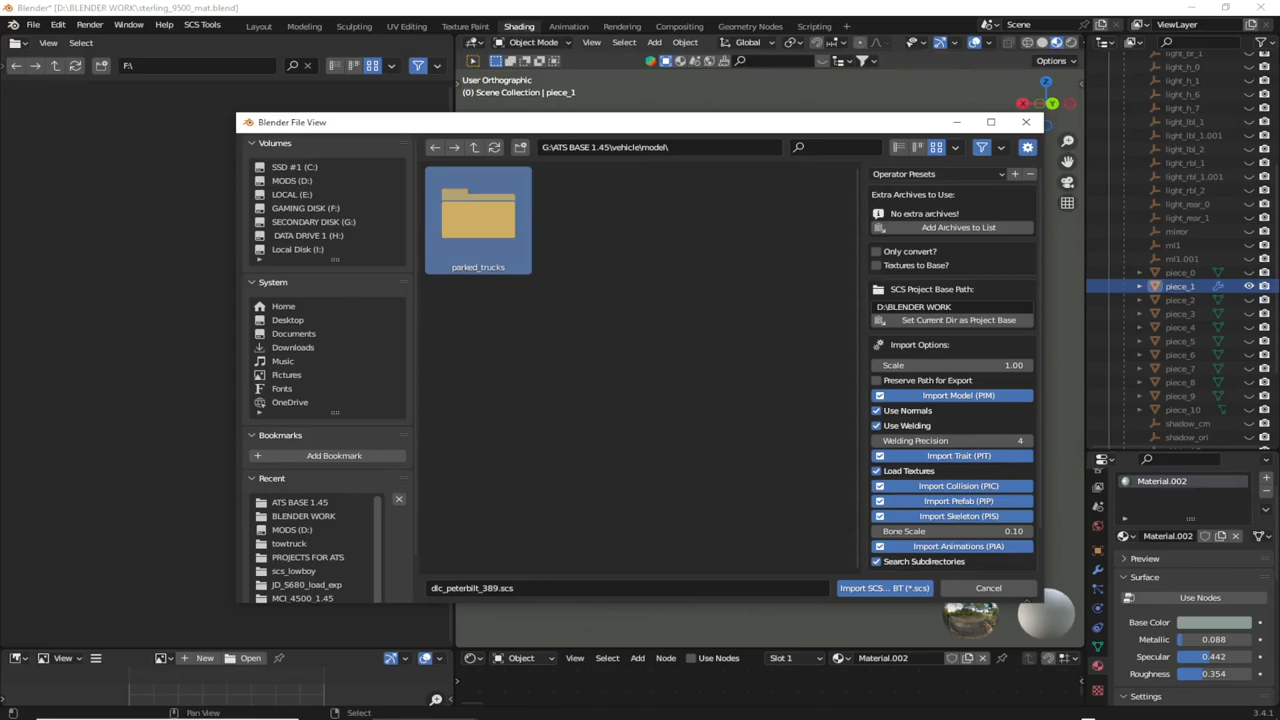 Blender* [D:\BLENDER WORK\sterling_9500_mat.blend]
File Edit Render Window Help SCS Tools Layout Modeling Sculpting UV Editing Texture Paint Shading Animation Rendering Compositing Geometry Nodes Scripting Scene ViewLayer
View Select Object Mode View Select Add Object Global
F:\
Options
User Orthographic
(0) Scene Collection | piece_1
Z
Y
Blender File View
Volumes
SSD #1 (C:)
MODS (D:)
LOCAL (E:)
GAMING DISK (F:)
SECONDARY DISK (G:)
DATA DRIVE 1 (H:)
Local Disk (I:)
System
Home
Desktop
Documents
Downloads
Music
Pictures
Fonts
OneDrive
Bookmarks
Add Bookmark
Recent
ATS BASE 1.45
BLENDER WORK
MODS (D:)
towtruck
PROJECTS FOR ATS
scs_lowboy
JD_S680_load_exp
MCI_4500_1.45
G:\ATS BASE 1.45\vehicle\model\
parked_trucks
dlc_peterbilt_389.scs
Import SCS... BT (*.scs)
Cancel
Operator Presets
Extra Archives to Use:
No extra archives!
Add Archives to List
Only convert?
Textures to Base?
SCS Project Base Path:
D:\BLENDER WORK
Set Current Dir as Project Base
Import Options:
Scale 1.00
Preserve Path for Export
Import Model (PIM)
Use Normals
Use Welding
Welding Precision 4
Import Trait (PIT)
Load Textures
Import Collision (PIC)
Import Prefab (PIP)
Import Skeleton (PIS)
Bone Scale 0.10
Import Animations (PIA)
Search Subdirectories
light_br_1
light_h_0
light_h_1
light_h_6
light_h_7
light_lbl_1
light_lbl_1.001
light_lbl_2
light_rbl_1
light_rbl_1.001
light_rbl_2
light_rear_0
light_rear_1
mirror
ml1
ml1.001
piece_0
piece_1
piece_2
piece_3
piece_4
piece_5
piece_6
piece_7
piece_8
piece_9
piece_10
shadow_cm
shadow_ori
Material.002
Material.002
Preview
Surface
Use Nodes
Base Color
Metallic 0.088
Specular 0.442
Roughness 0.354
Settings
View New Open
Object View Select Add Node Use Nodes Slot 1 Material.002
Pan View Select 3.4.1